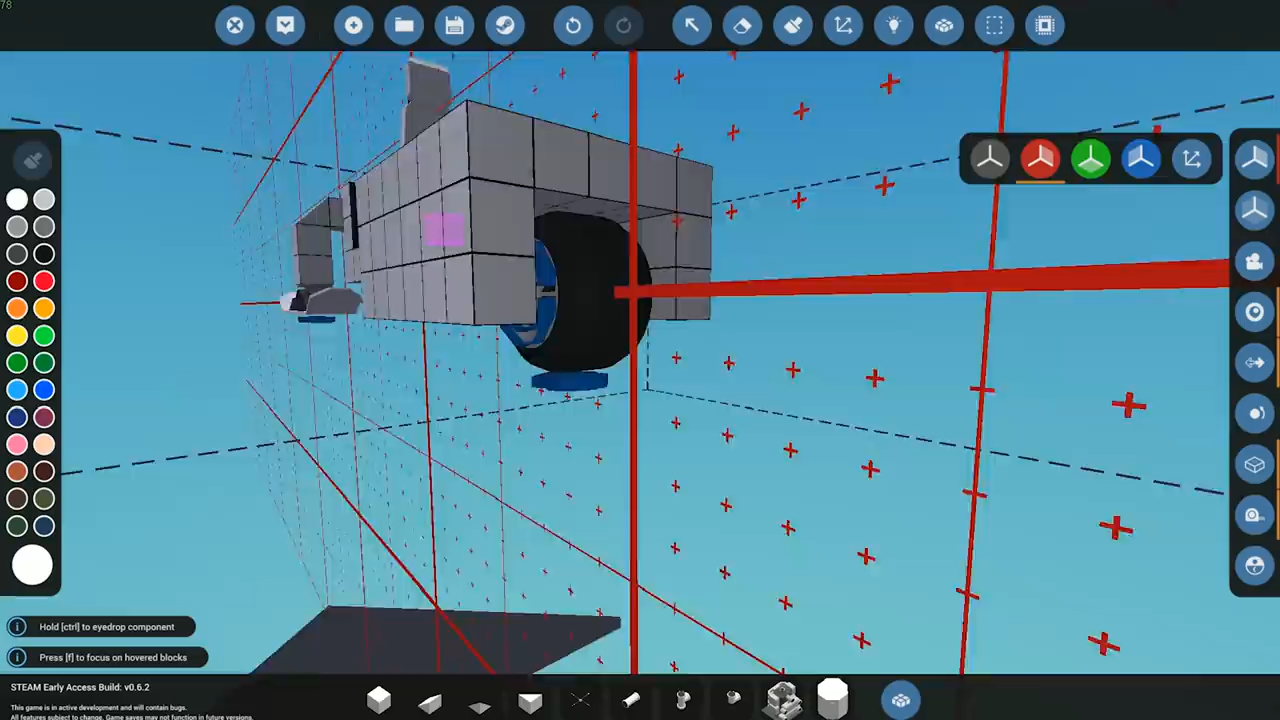 78
Hold [ctrl] to eyedrop component
Press [f] to focus on hovered blocks
STEAM Early Access Build: v0.6.2
This game is in active development and will contain bugs.
All features subject to change. Game saves may not function in future versions.